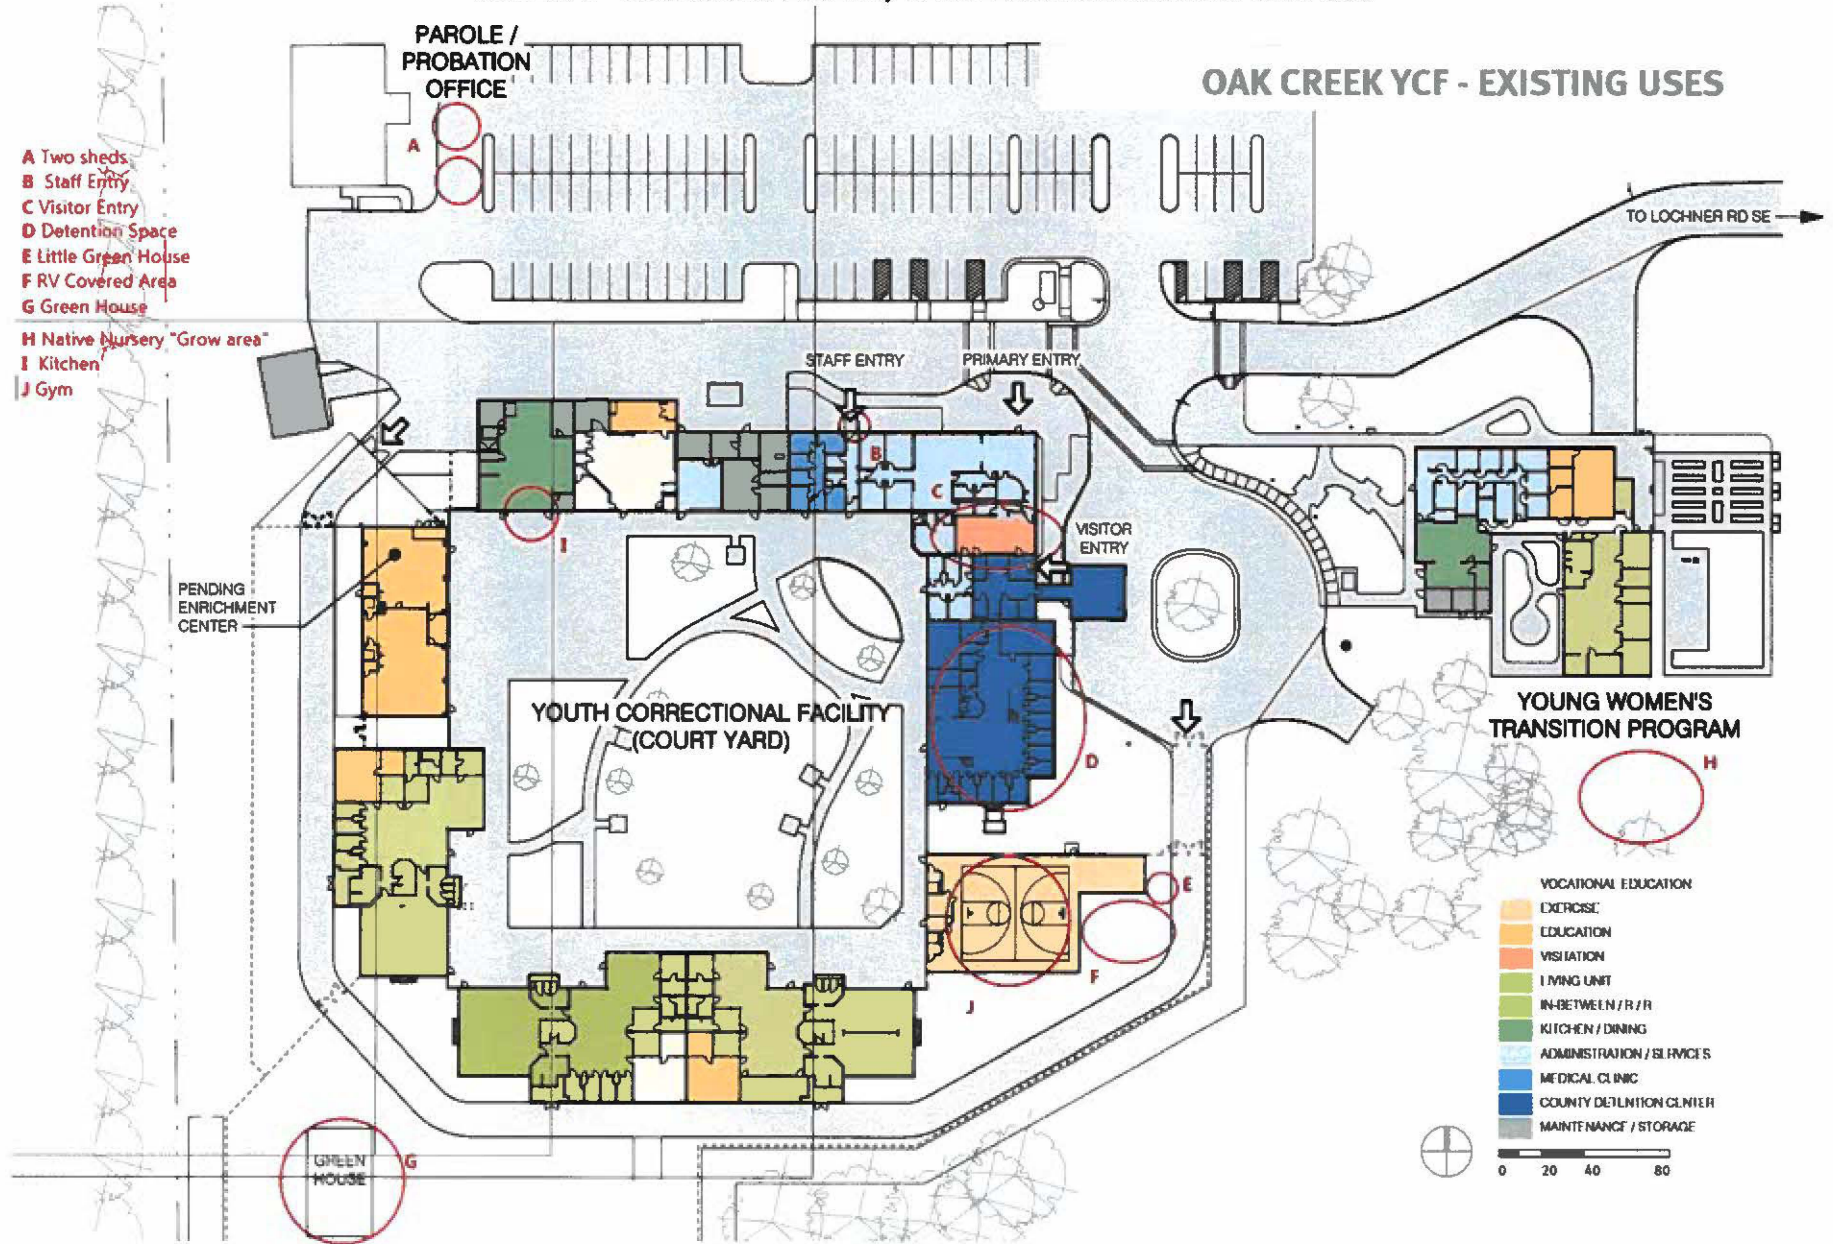 PAROLE /
PROBATION
OFFICE
OAK CREEK YCF - EXISTING USES
A
A Two sheds
B Staff Entry
C Visitor Entry
D Detention Space
E Little Green House
F RV Covered Area
G Green House
H Native Nursery "Grow area"
I Kitchen
J Gym
TO LOCHNER RD SE
STAFF ENTRY
PRIMARY ENTRY
B
C
VISITOR
ENTRY
I
PENDING
ENRICHMENT
CENTER
YOUTH CORRECTIONAL FACILITY
(COURT YARD)
YOUNG WOMEN'S
TRANSITION PROGRAM
D
H
E
F
J
VOCATIONAL EDUCATION
EXERCISE
EDUCATION
VISITATION
LIVING UNIT
IN-BETWEEN / R / R
KITCHEN / DINING
ADMINISTRATION / SERVICES
MEDICAL CLINIC
COUNTY DETENTION CENTER
MAINTENANCE / STORAGE
0 20 40 80
GREEN
HOUSE
G